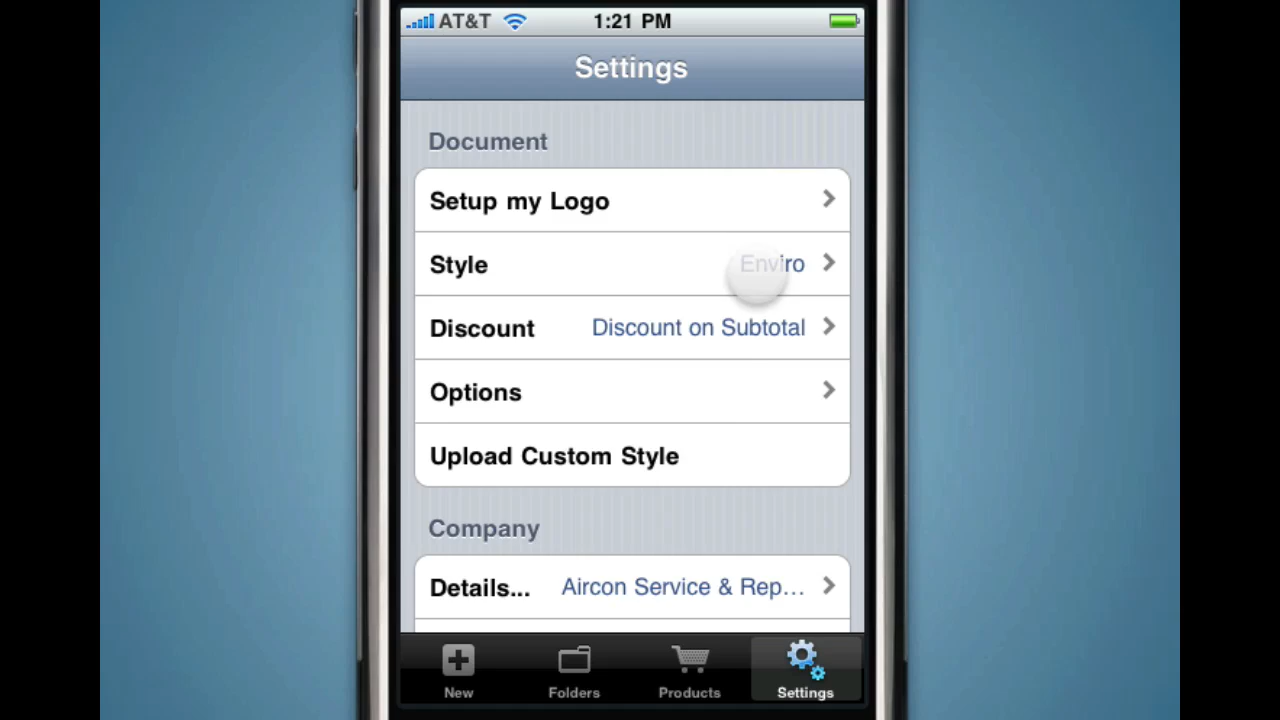 AT&T 1:21 PM
Settings
Document
Setup my Logo
Style Enviro
Discount Discount on Subtotal
Options
Upload Custom Style
Company
Details... Aircon Service & Rep...
New Folders Products Settings